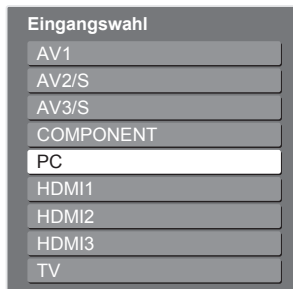 Eingangswahl
AV1
AV2/S
AV3/S
COMPONENT
PC
HDMI1
HDMI2
HDMI3
TV